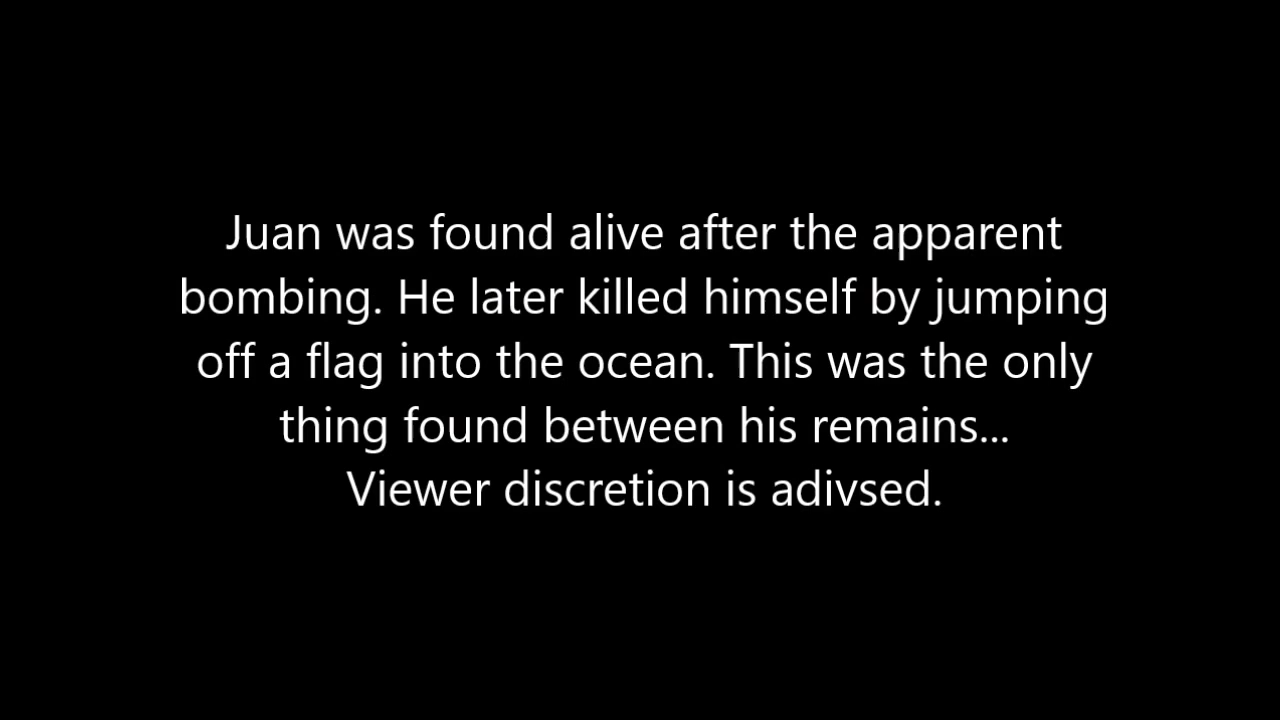 Juan was found alive after the apparent
bombing. He later killed himself by jumping
off a flag into the ocean. This was the only
thing found between his remains...
Viewer discretion is adivsed.